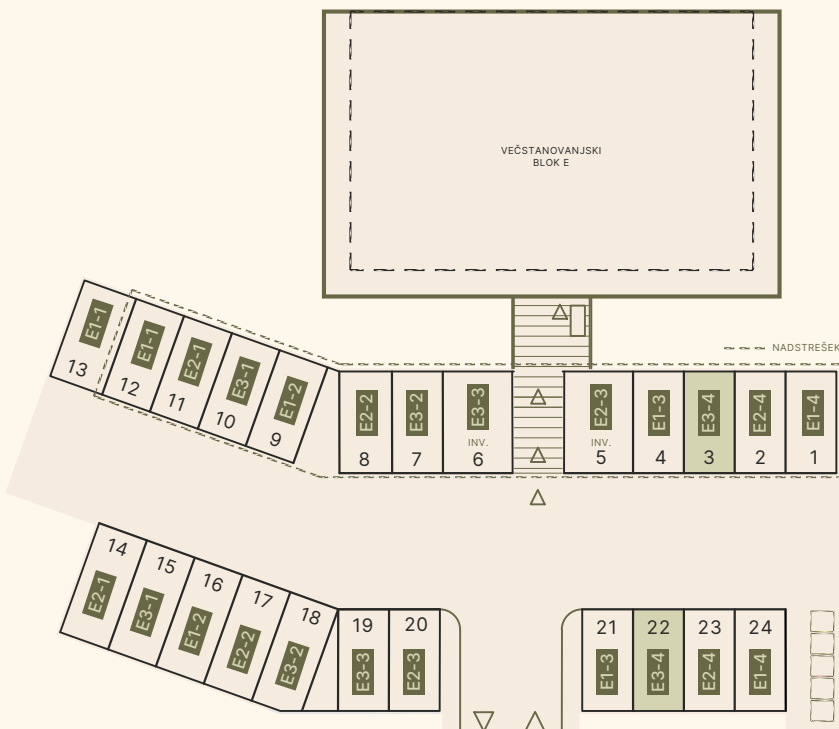 VEČSTANOVANJSKI
BLOK E
NADSTREŠEK
E1-1
13
E1-1
12
E2-1
11
E3-1
10
E1-2
9
E2-2
8
E3-2
7
E3-3
INV.
6
E2-3
INV.
5
E1-3
4
E3-4
3
E2-4
2
E1-4
1
14
E2-1
15
E3-1
16
E1-2
17
E2-2
18
E3-2
19
E3-3
20
E2-3
21
E1-3
22
E3-4
23
E2-4
24
E1-4